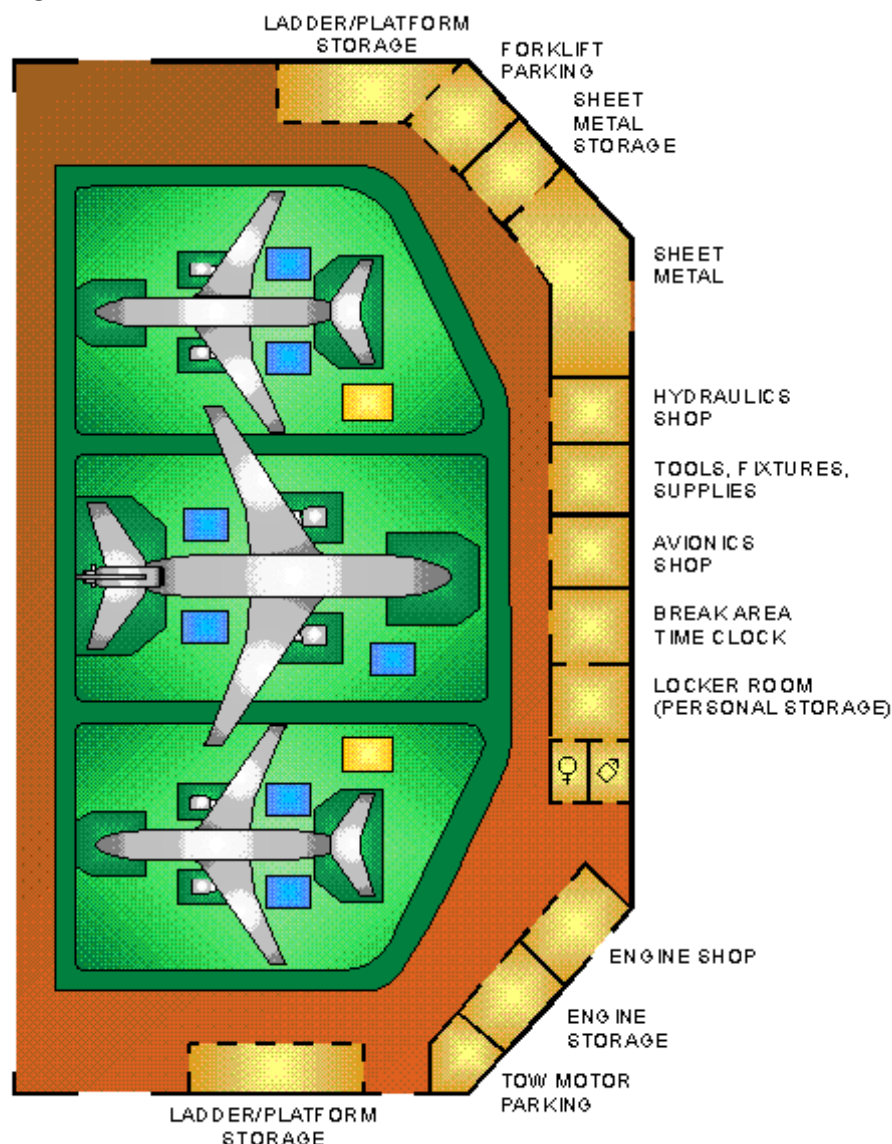 LADDER/PLATFORM
STORAGE
FORKLIFT
PARKING
SHEET
METAL
STORAGE
SHEET
METAL
HYDRAULICS
SHOP
TOOLS, FIXTURES,
SUPPLIES
AVIONICS
SHOP
BREAK AREA
TIME CLOCK
LOCKER ROOM
(PERSONAL STORAGE)
ENGINE SHOP
ENGINE
STORAGE
TOW MOTOR
PARKING
LADDER/PLATFORM
STORAGE